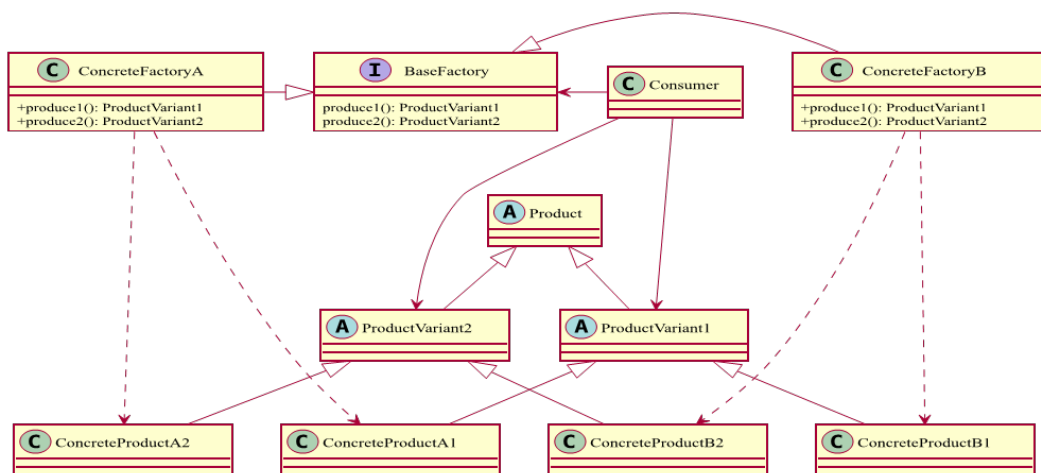 C ConcreteFactoryA
+produce1(): ProductVariant1
+produce2(): ProductVariant2
I BaseFactory
produce1(): ProductVariant1
produce2(): ProductVariant2
C Consumer
C ConcreteFactoryB
+produce1(): ProductVariant1
+produce2(): ProductVariant2
A Product
A ProductVariant2
A ProductVariant1
C ConcreteProductA2
C ConcreteProductA1
C ConcreteProductB2
C ConcreteProductB1